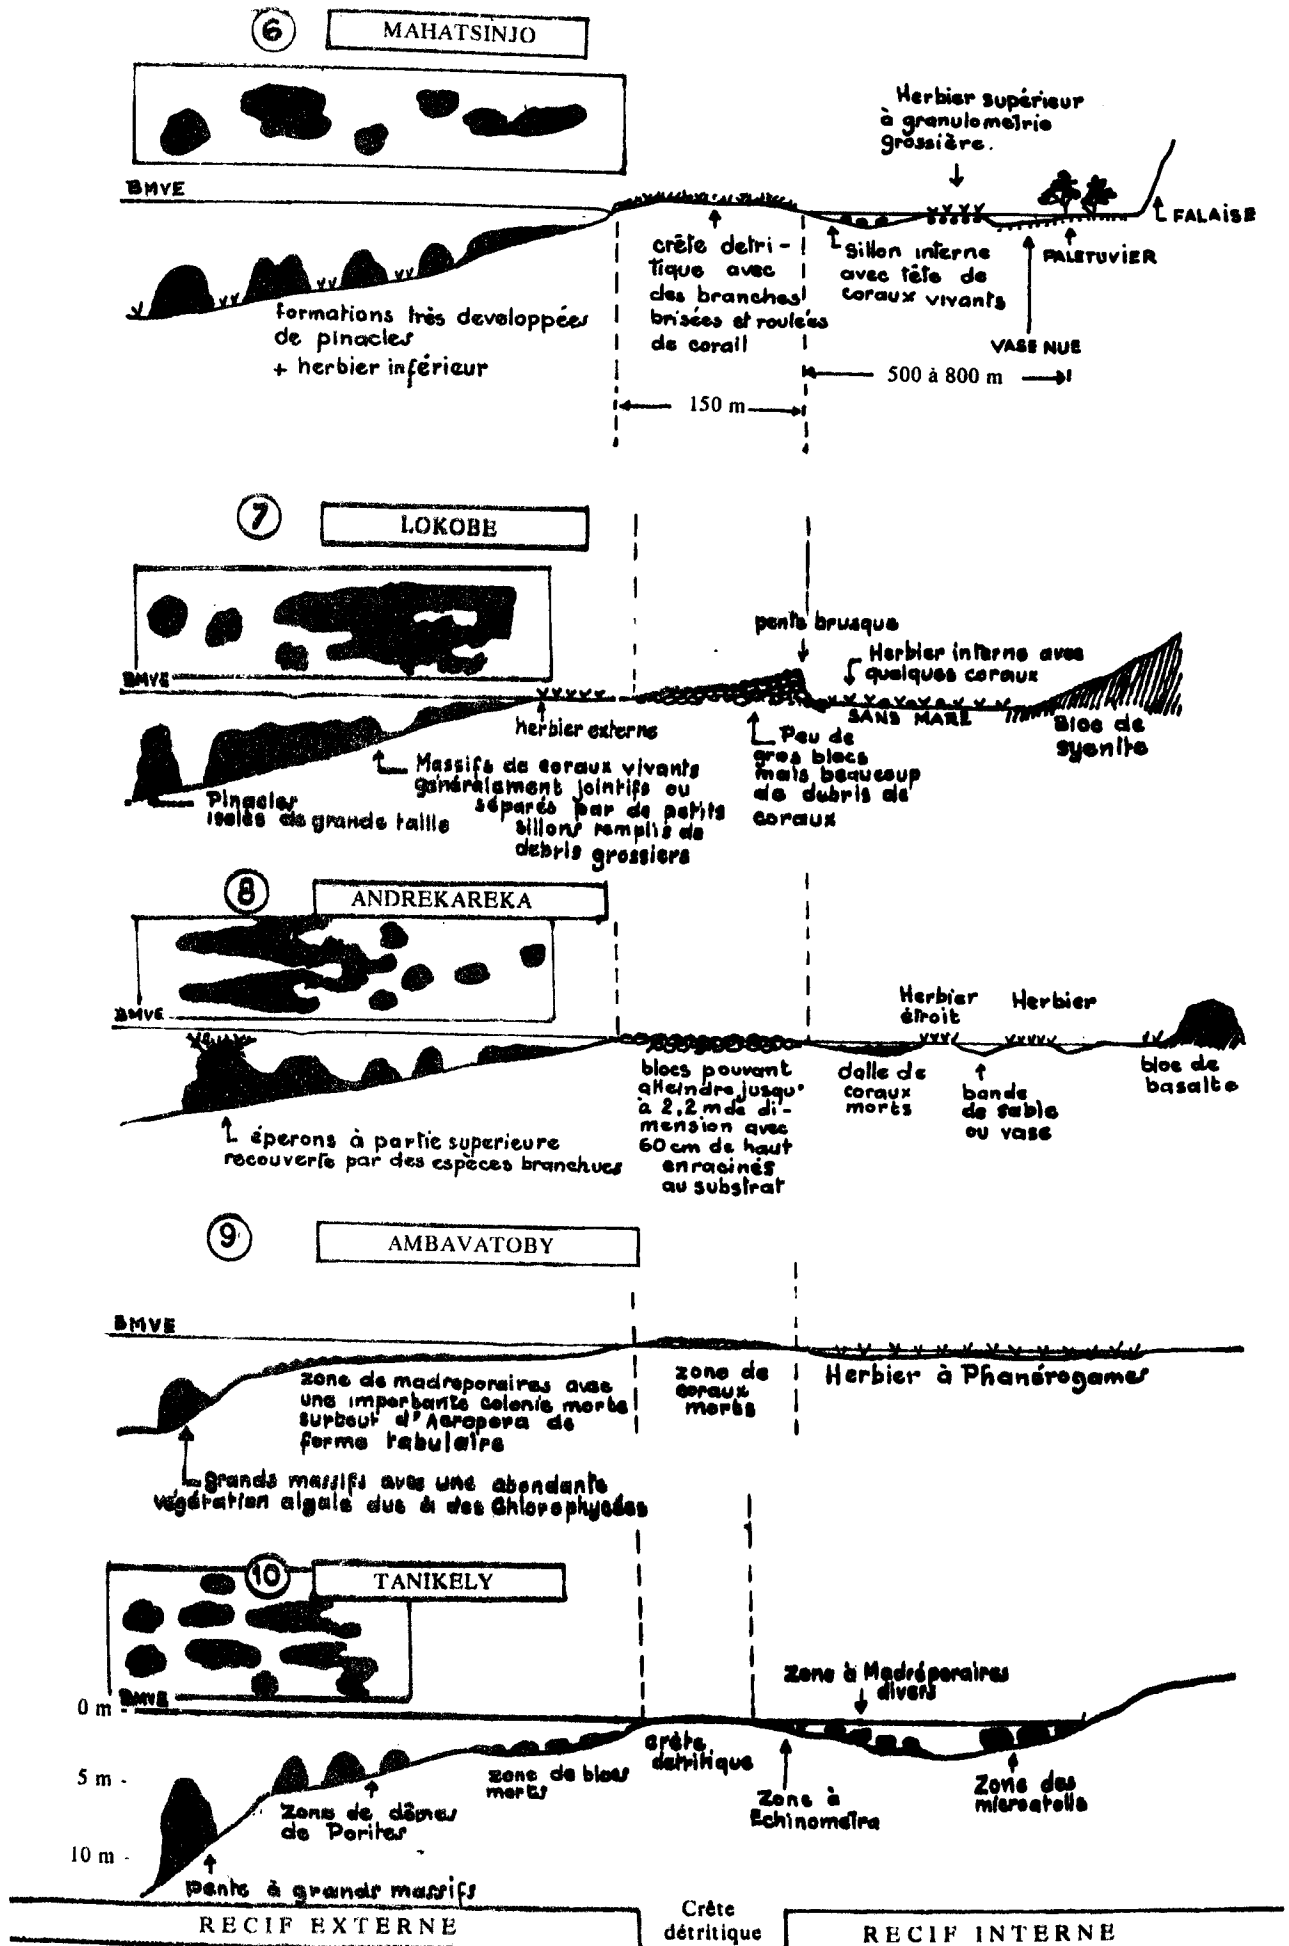 6
MAHATSINJO
BMVE
Herbier supérieur
à granulométrie
grossière.
FALAISE
PALETUVIER
crête detri-
tique avec
des branches
brisées et roulées
de corail
Sillon interne
avec tête de
coraux vivants
VASE NUE
formations très developpées
de pinacles
+ herbier inférieur
500 à 800 m
150 m
7
LOKOBE
BMVE
pente brusque
Herbier interne avec
quelques coraux
SANS MARE
Bloc de
syenite
herbier externe
Peu de
gros blocs
mais beaucoup
de debris de
coraux
Massifs de coraux vivants
généralement jointifs ou
séparés par de petits
sillons remplis de
debris grossiers
Pinacles
isolés de grande taille
8
ANDREKAREKA
BMVE
Herbier
étroit
Herbier
blocs pouvant
atteindre jusqu'
à 2,2 m de di-
mension avec
60 cm de haut
enracinés
au substrat
dalle de
coraux
morts
bande
de sable
ou vase
bloc de
basalte
éperons à partie superieure
recouverte par des espèces branchues
9
AMBAVATOBY
BMVE
zone de madreporaires avec
une importante colonie morte
surtout d'Acropora de
forme tabulaire
zone de
coraux
morts
Herbier à Phanérogames
grands massifs avec une abondante
végétation algale due à des Chlorophycées
10
TANIKELY
BMVE
0 m
5 m
10 m
Zone à Madréporaires
divers
crête
detritique
zone de blocs
morts
Zone de dômes
de Porites
Zone à
Echinometra
Zone des
microatolls
pente à grands massifs
RECIF EXTERNE
Crête
détritique
RECIF INTERNE